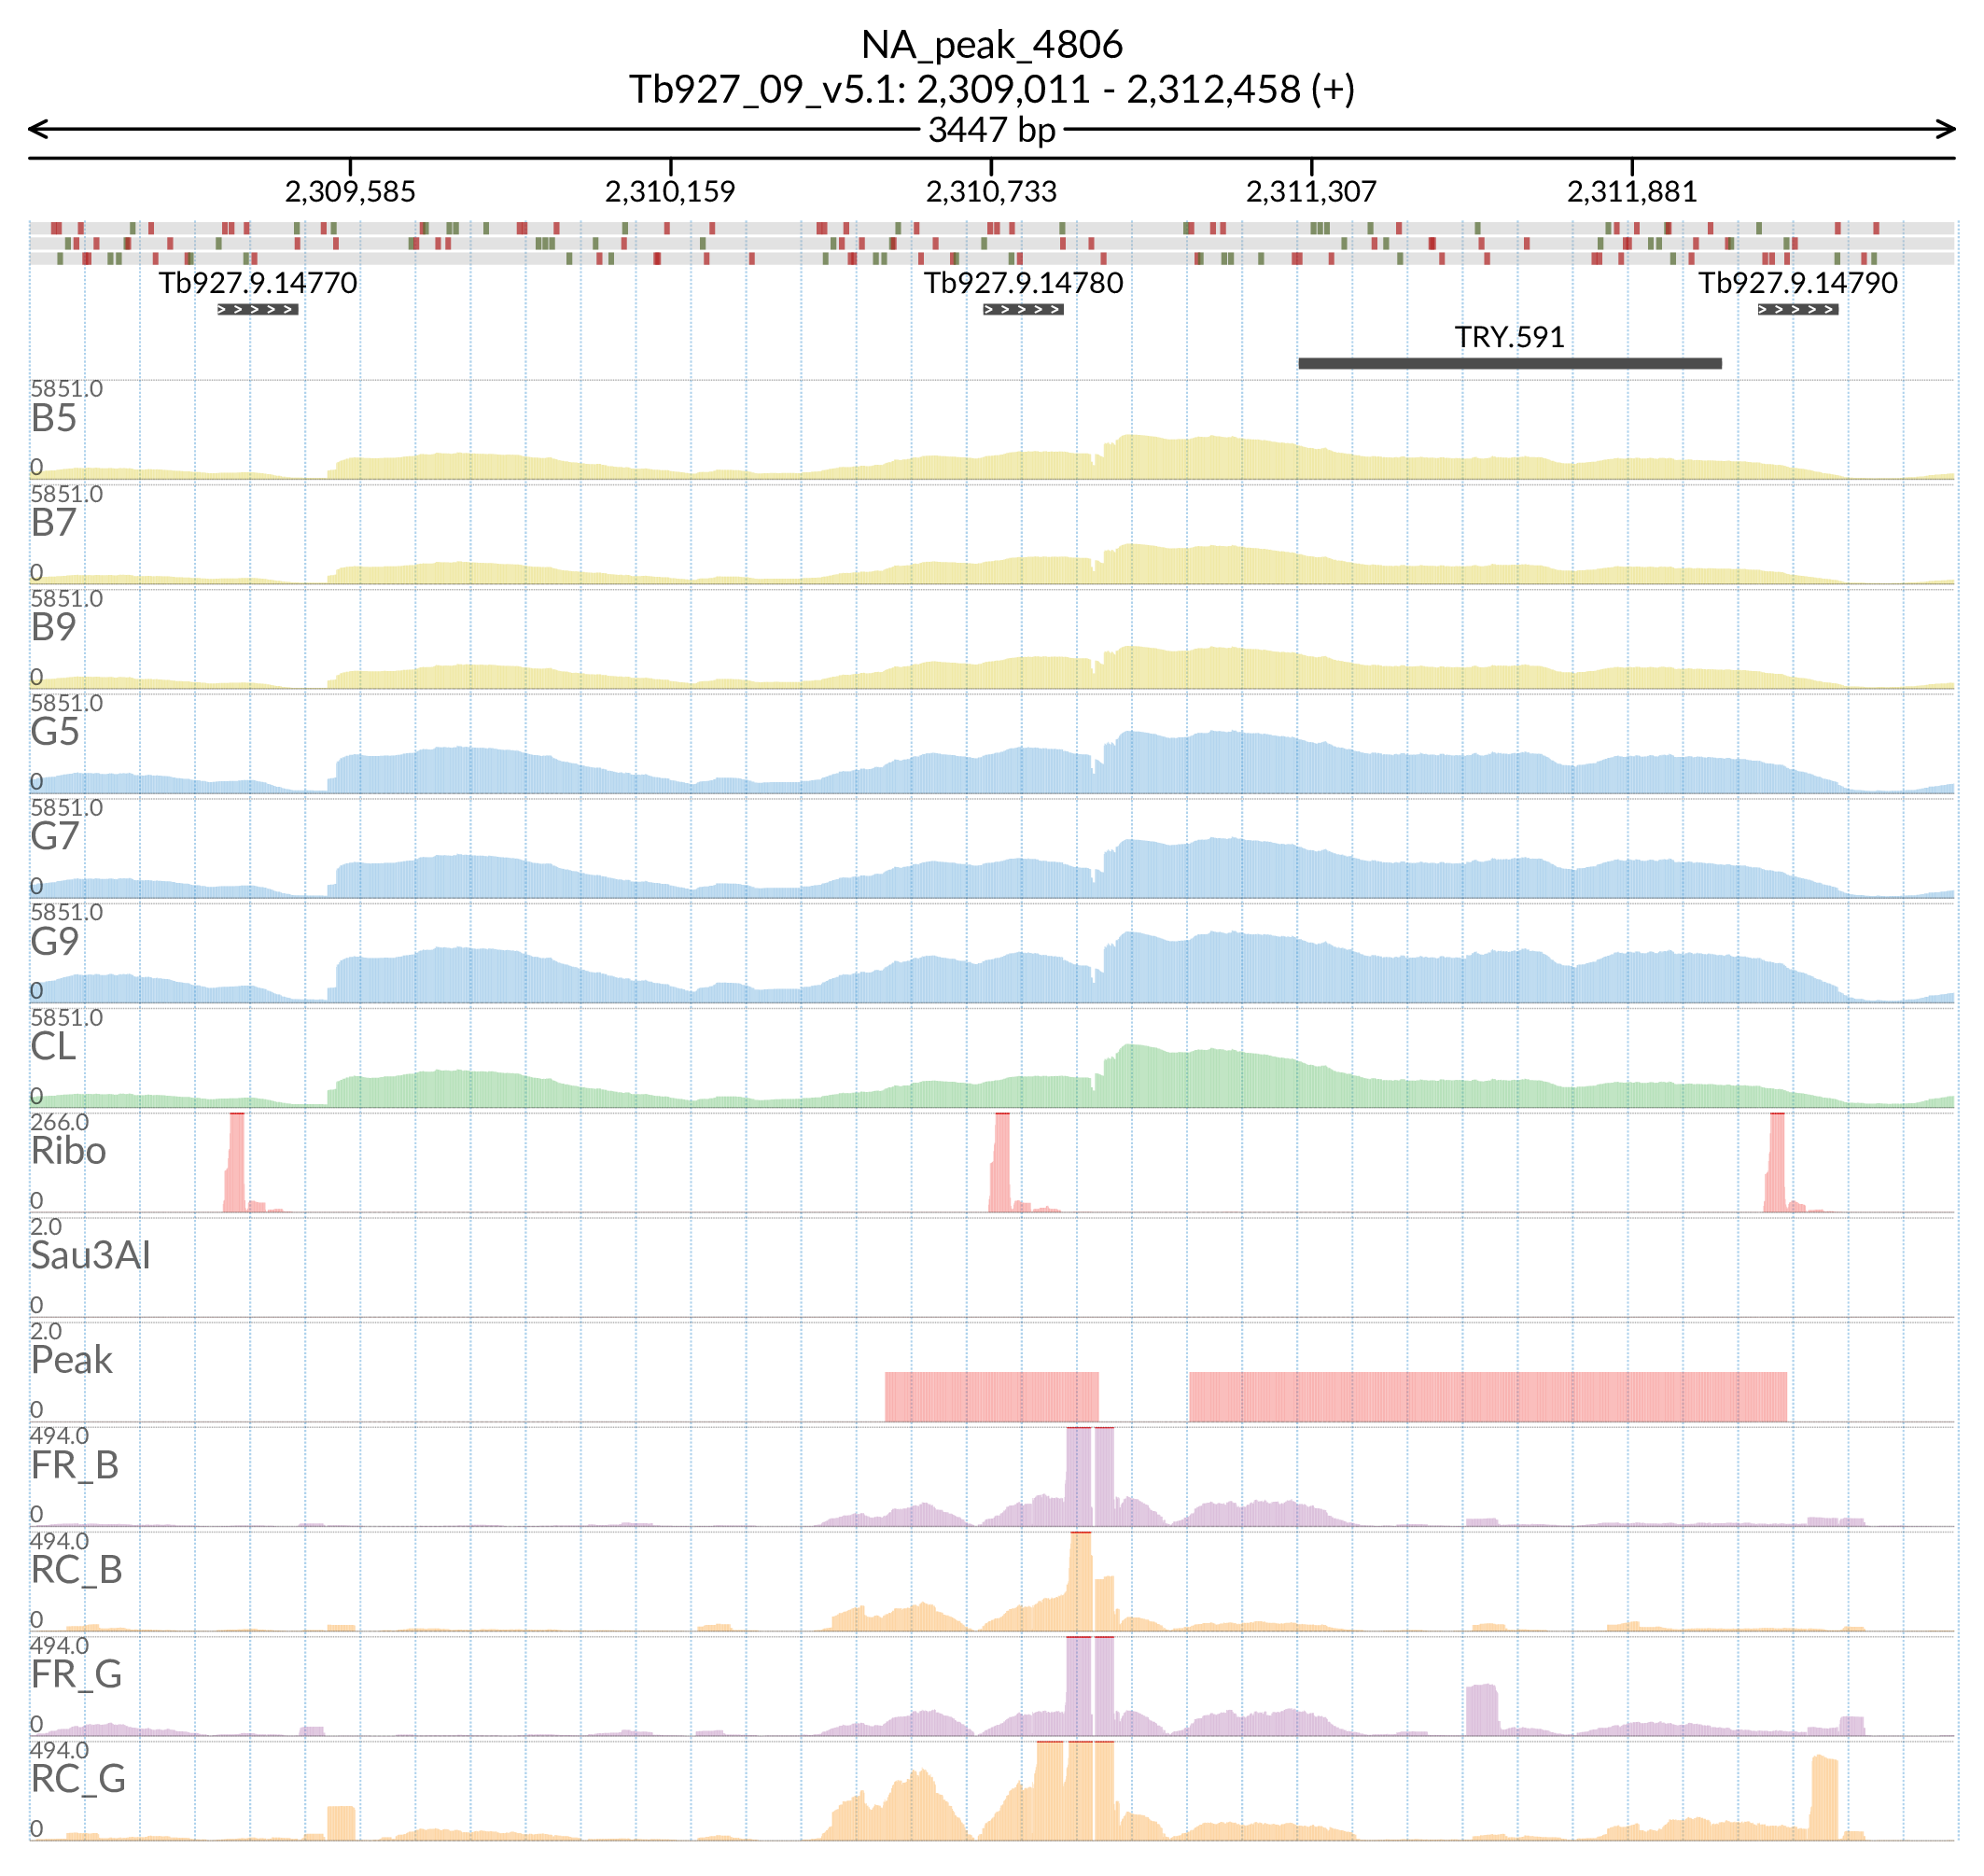 NA_peak_4806
Tb927_09_v5.1: 2,309,011 - 2,312,458 (+)
3447 bp
2,309,585 2,310,159 2,310,733 2,311,307 2,311,881
Tb927.9.14770 Tb927.9.14780 Tb927.9.14790
> > > > > > > > > > > > > > >
TRY.591
5851.0
B5
0
5851.0
B7
0
5851.0
B9
0
5851.0
G5
0
5851.0
G7
0
5851.0
G9
0
5851.0
CL
0
266.0
Ribo
0
2.0
Sau3AI
0
2.0
Peak
0
494.0
FR_B
0
494.0
RC_B
0
494.0
FR_G
0
494.0
RC_G
0